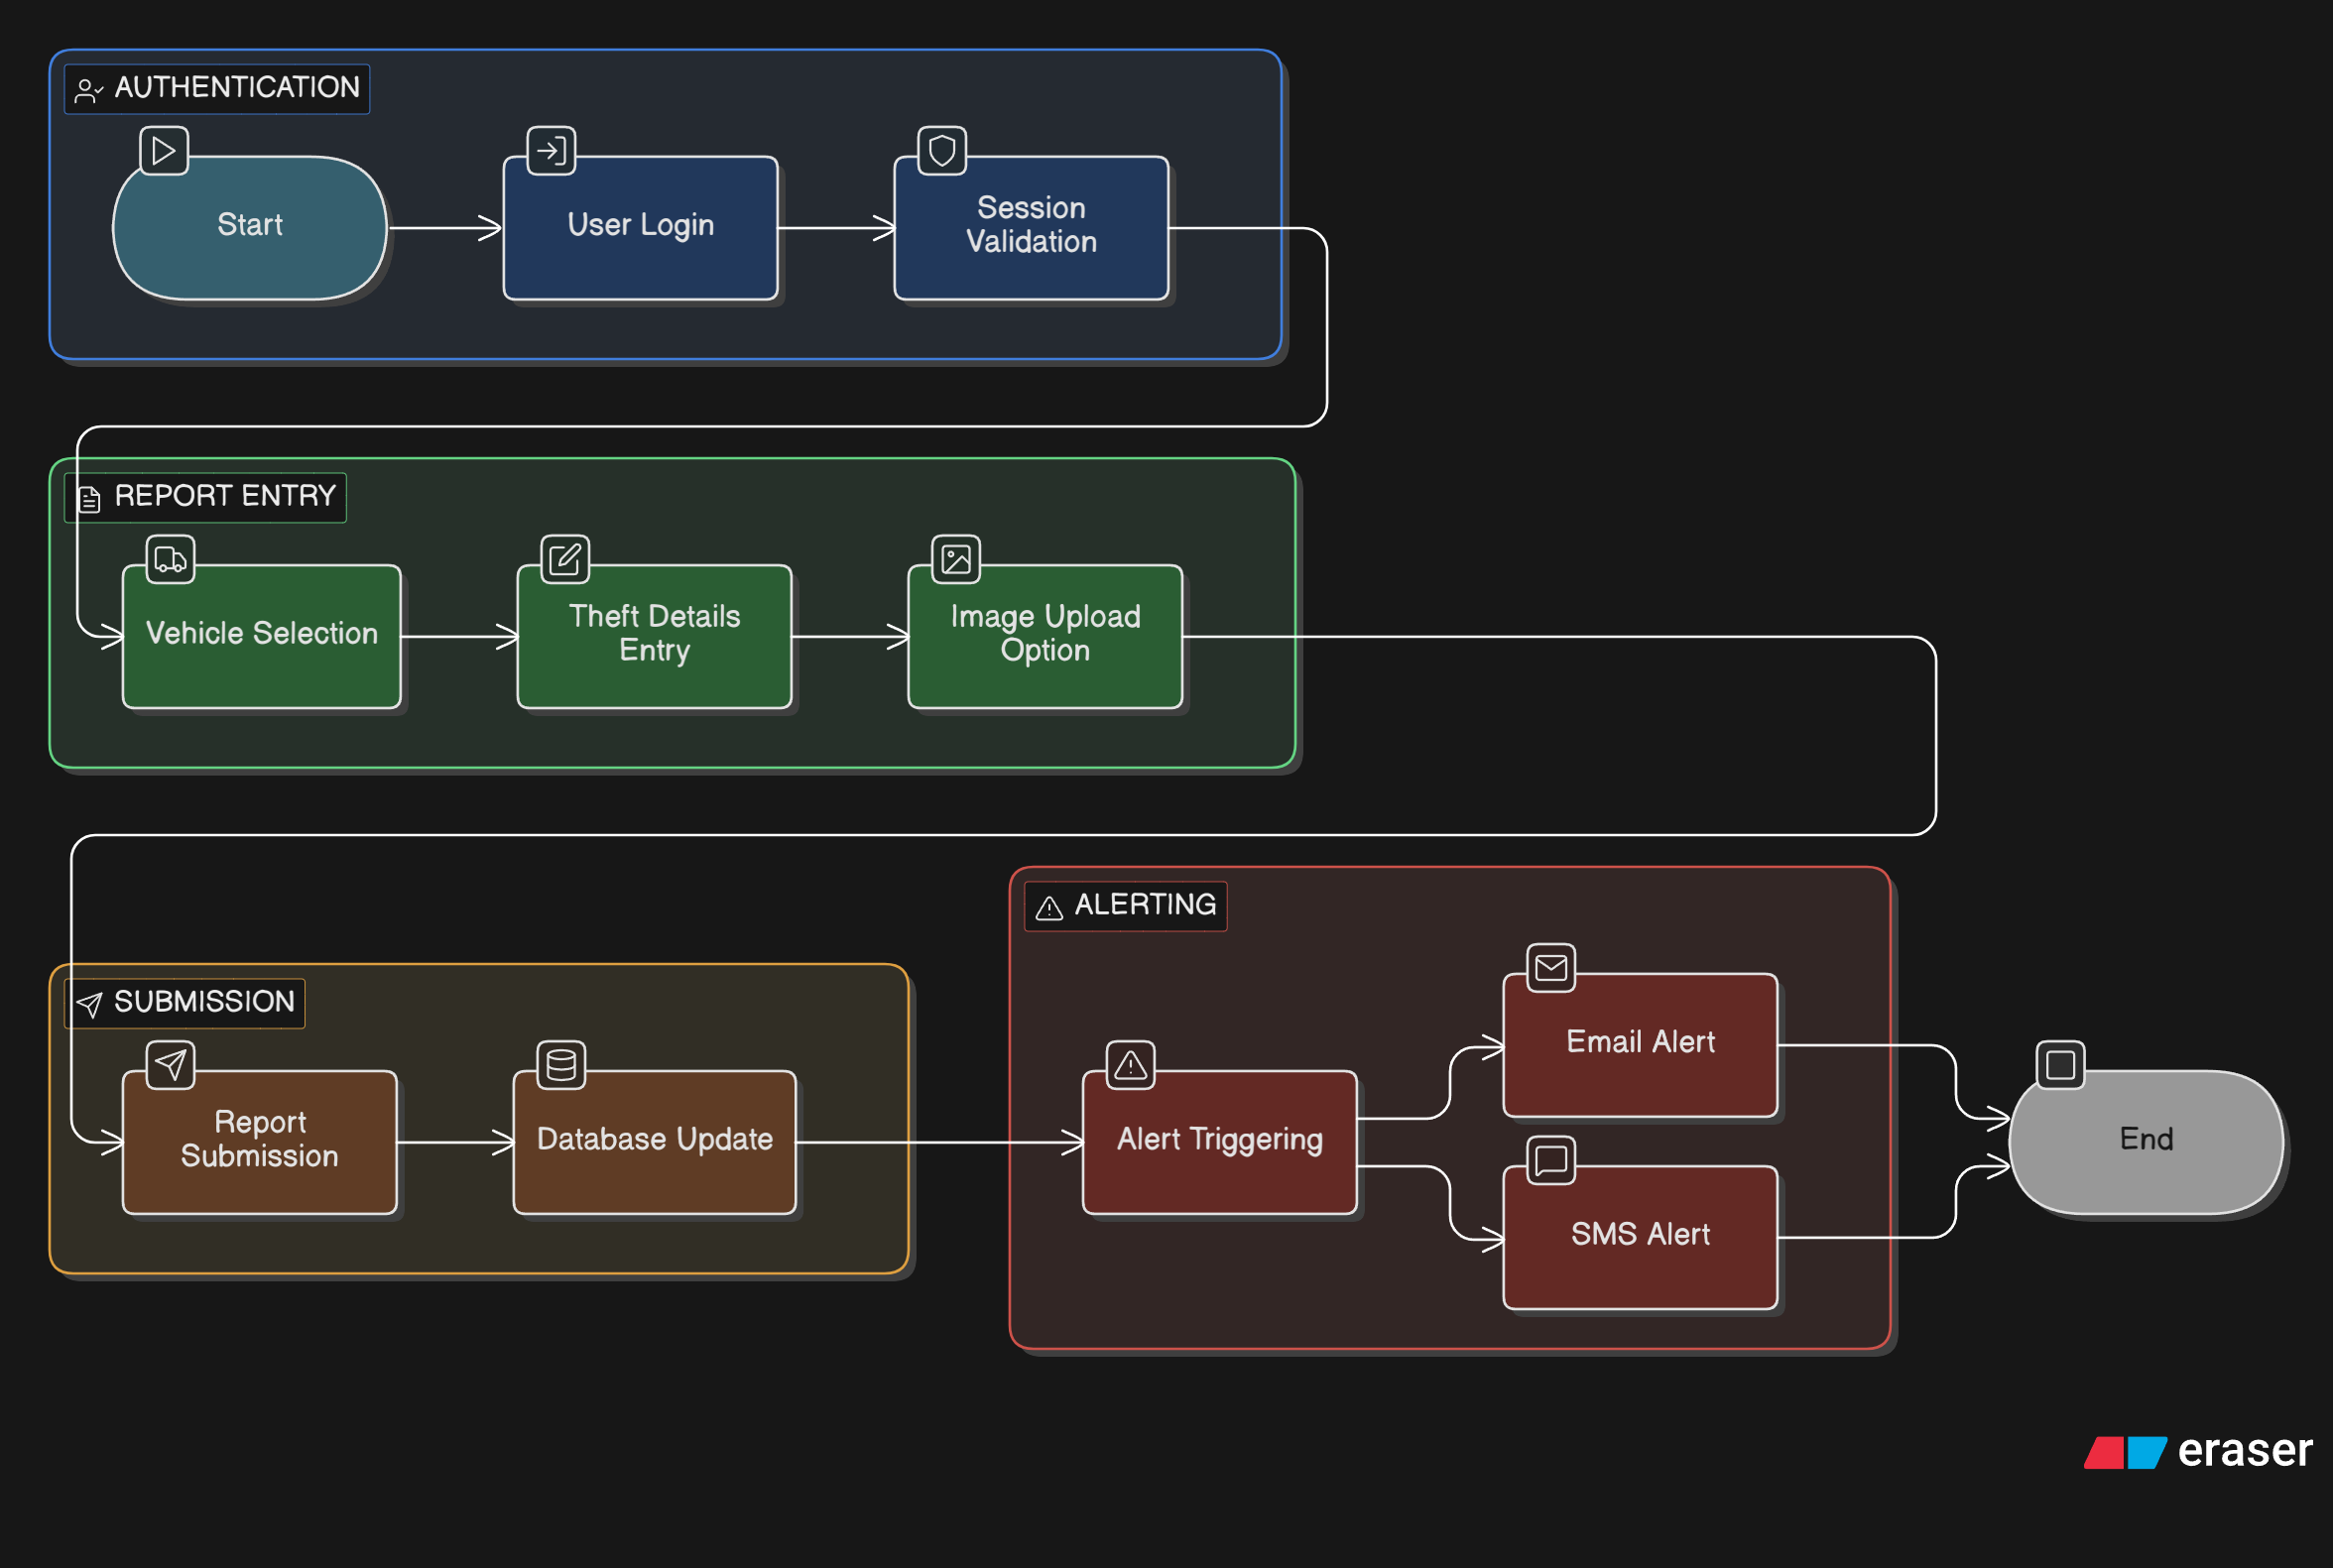 AUTHENTICATION
Start
User Login
Session
Validation
REPORT ENTRY
Vehicle Selection
Theft Details
Entry
Image Upload
Option
ALERTING
SUBMISSION
Report
Submission
Database Update
Alert Triggering
Email Alert
SMS Alert
End
eraser